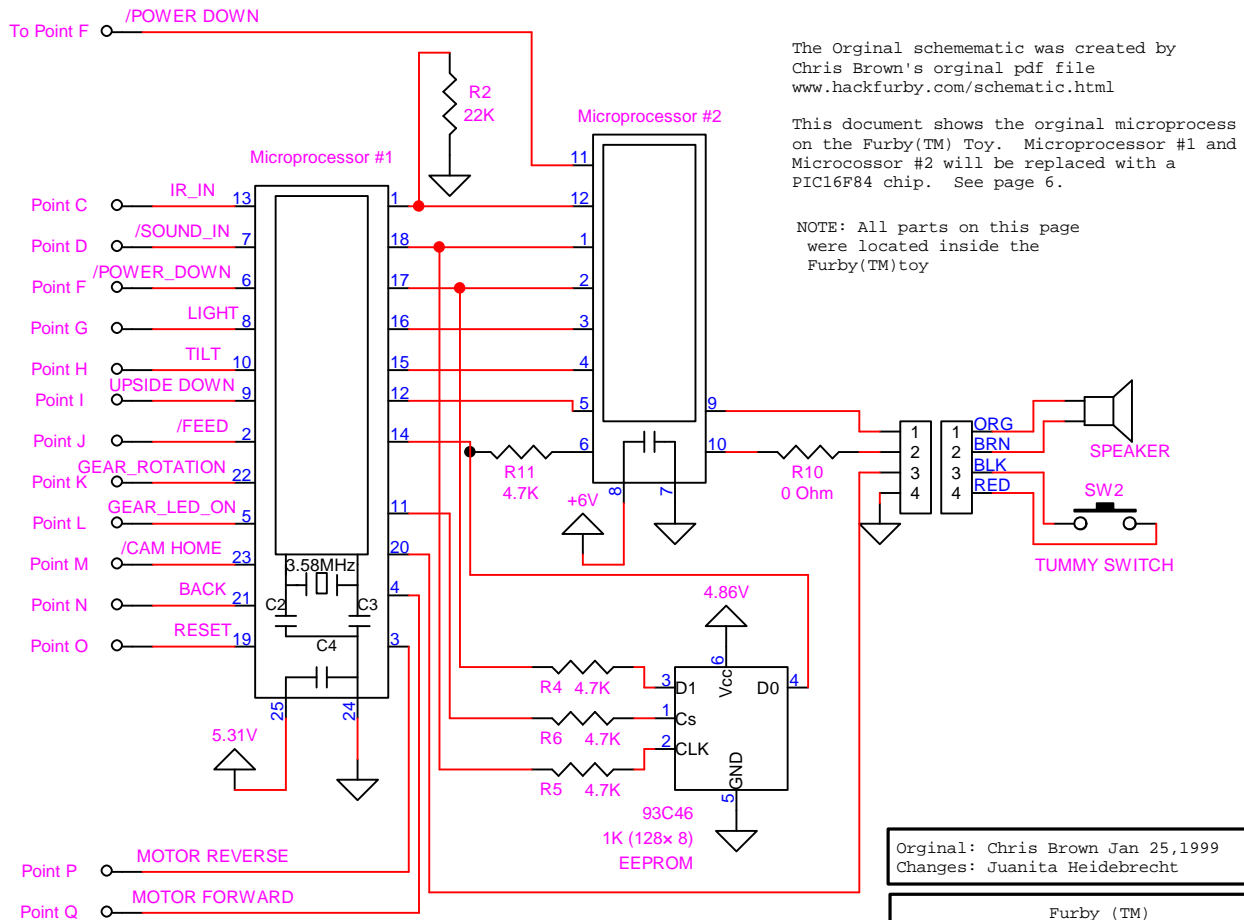 /POWER DOWN
To Point F
The Orginal schemematic was created by
Chris Brown's orginal pdf file
www.hackfurby.com/schematic.html
This document shows the orginal microprocess
on the Furby(TM) Toy. Microprocessor #1 and
Microcossor #2 will be replaced with a
PIC16F84 chip. See page 6.
NOTE: All parts on this page
were located inside the
Furby(TM)toy
R2
22K
Microprocessor #2
11
12
1
2
3
4
5
6
8
7
9
10
+6V
Microprocessor #1
Point C IR_IN 13
Point D /SOUND_IN 7
Point F /POWER_DOWN 6
Point G LIGHT 8
Point H TILT 10
Point I UPSIDE DOWN 9
Point J /FEED 2
Point K GEAR_ROTATION 22
Point L GEAR_LED_ON 5
Point M /CAM HOME 23
Point N BACK 21
Point O RESET 19
1
18
17
16
15
12
14
11
20
4
3
3.58MHz
C2
C3
C4
25
24
5.31V
R11
4.7K
R10
0 Ohm
1
2
3
4
1 ORG
2 BRN
3 BLK
4 RED
SPEAKER
SW2
TUMMY SWITCH
4.86V
6
Vcc
R4 4.7K
3 D1
D0 4
R6 4.7K
1 Cs
R5 4.7K
2 CLK
GND
5
93C46
1K (128× 8)
EEPROM
Point P MOTOR REVERSE
Point Q MOTOR FORWARD
Orginal: Chris Brown Jan 25,1999
Changes: Juanita Heidebrecht
Furby (TM)